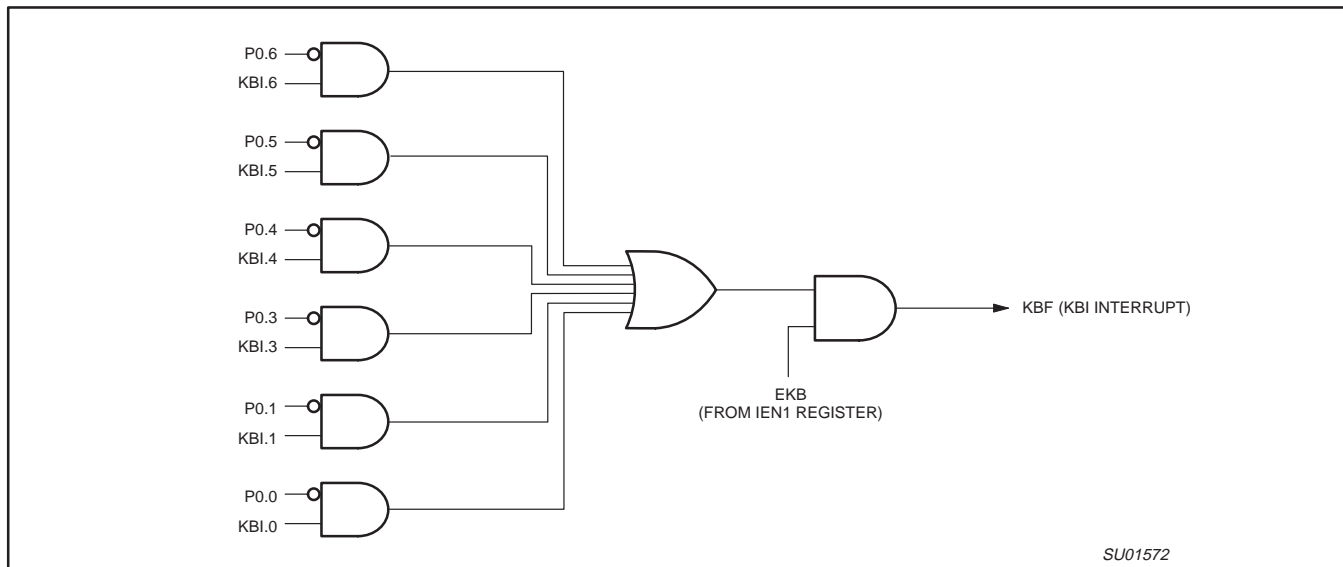 P0.6
KBI.6
P0.5
KBI.5
P0.4
KBI.4
P0.3
KBI.3
P0.1
KBI.1
P0.0
KBI.0
EKB
(FROM IEN1 REGISTER)
KBF (KBI INTERRUPT)
SU01572